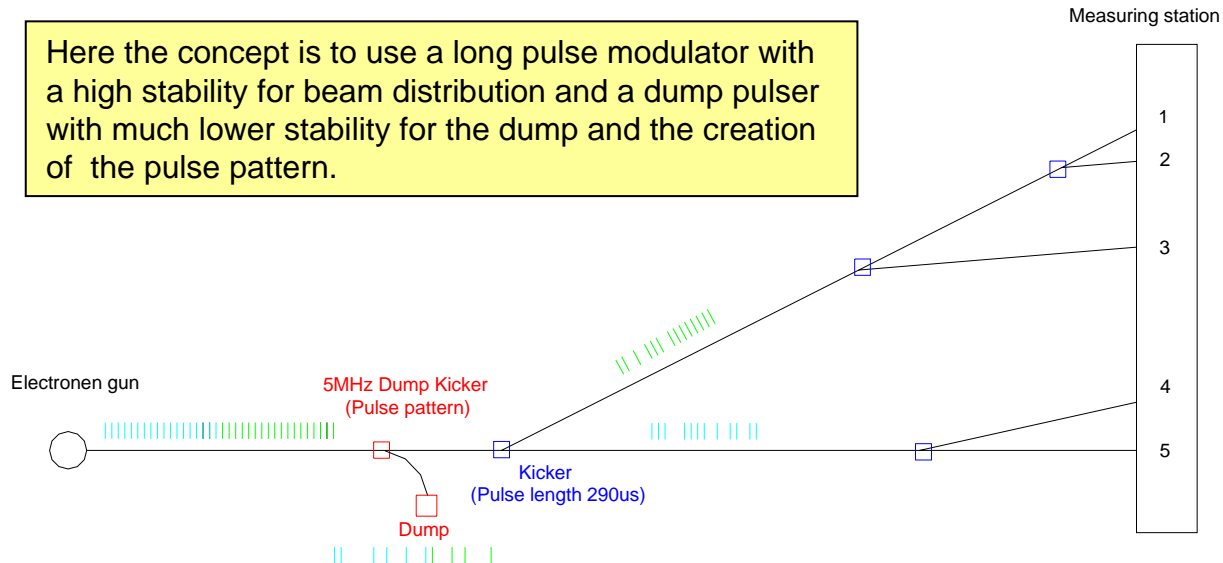 Measuring station
Here the concept is to use a long pulse modulator with
a high stability for beam distribution and a dump pulser
with much lower stability for the dump and the creation
of the pulse pattern.
1
2
3
Electronen gun
5MHz Dump Kicker
(Pulse pattern)
4
5
Kicker
(Pulse length 290us)
Dump